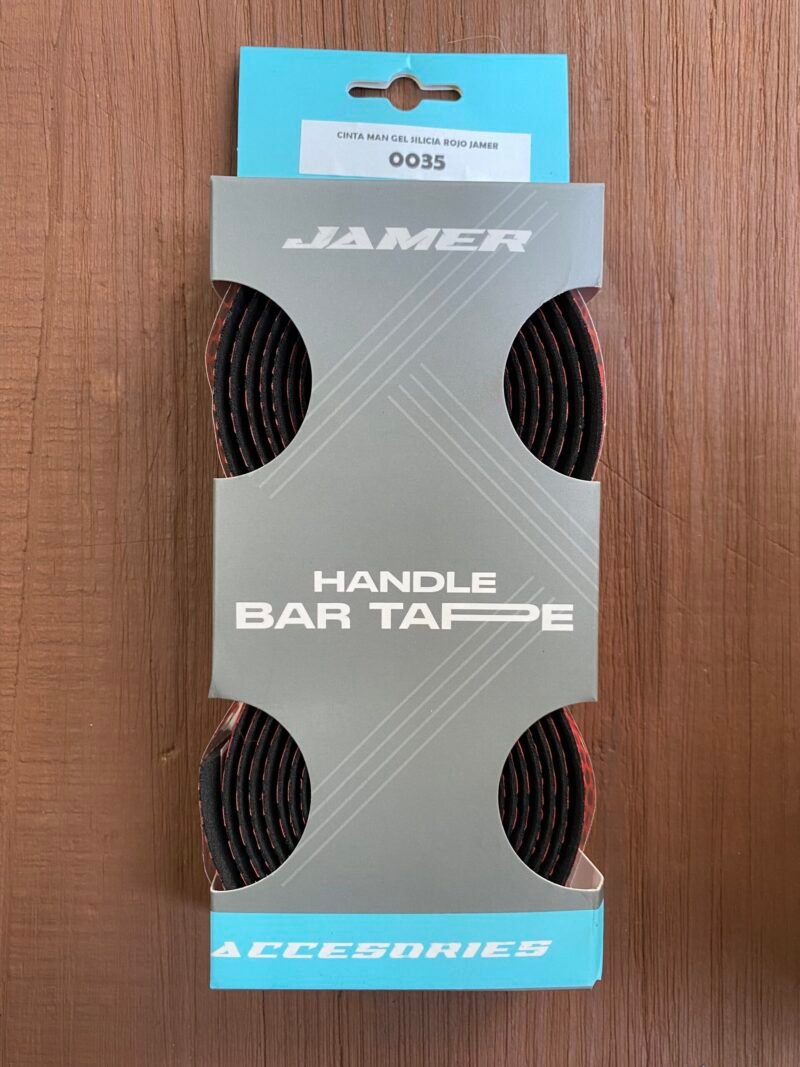 CINTA MAN GEL SILICIA ROJO JAMER
0035
JAMER
HANDLE
BAR TAPE
ACCESORIES